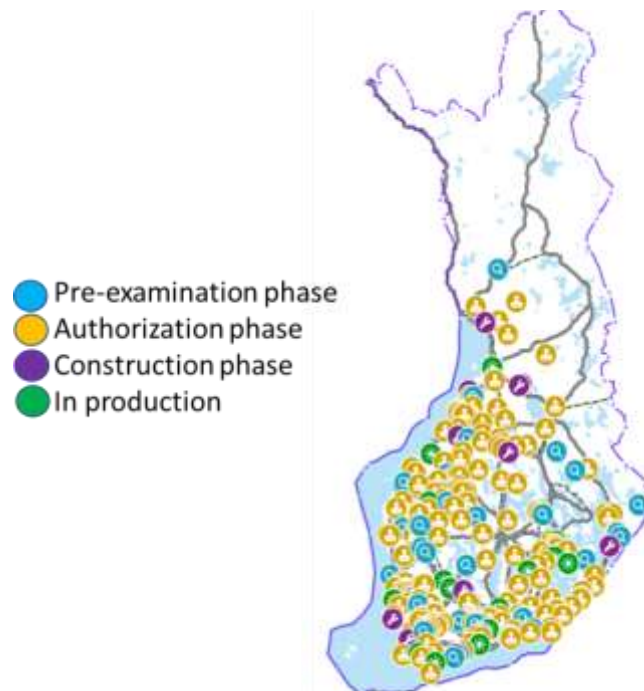 Pre-examination phase
Authorization phase
Construction phase
In production